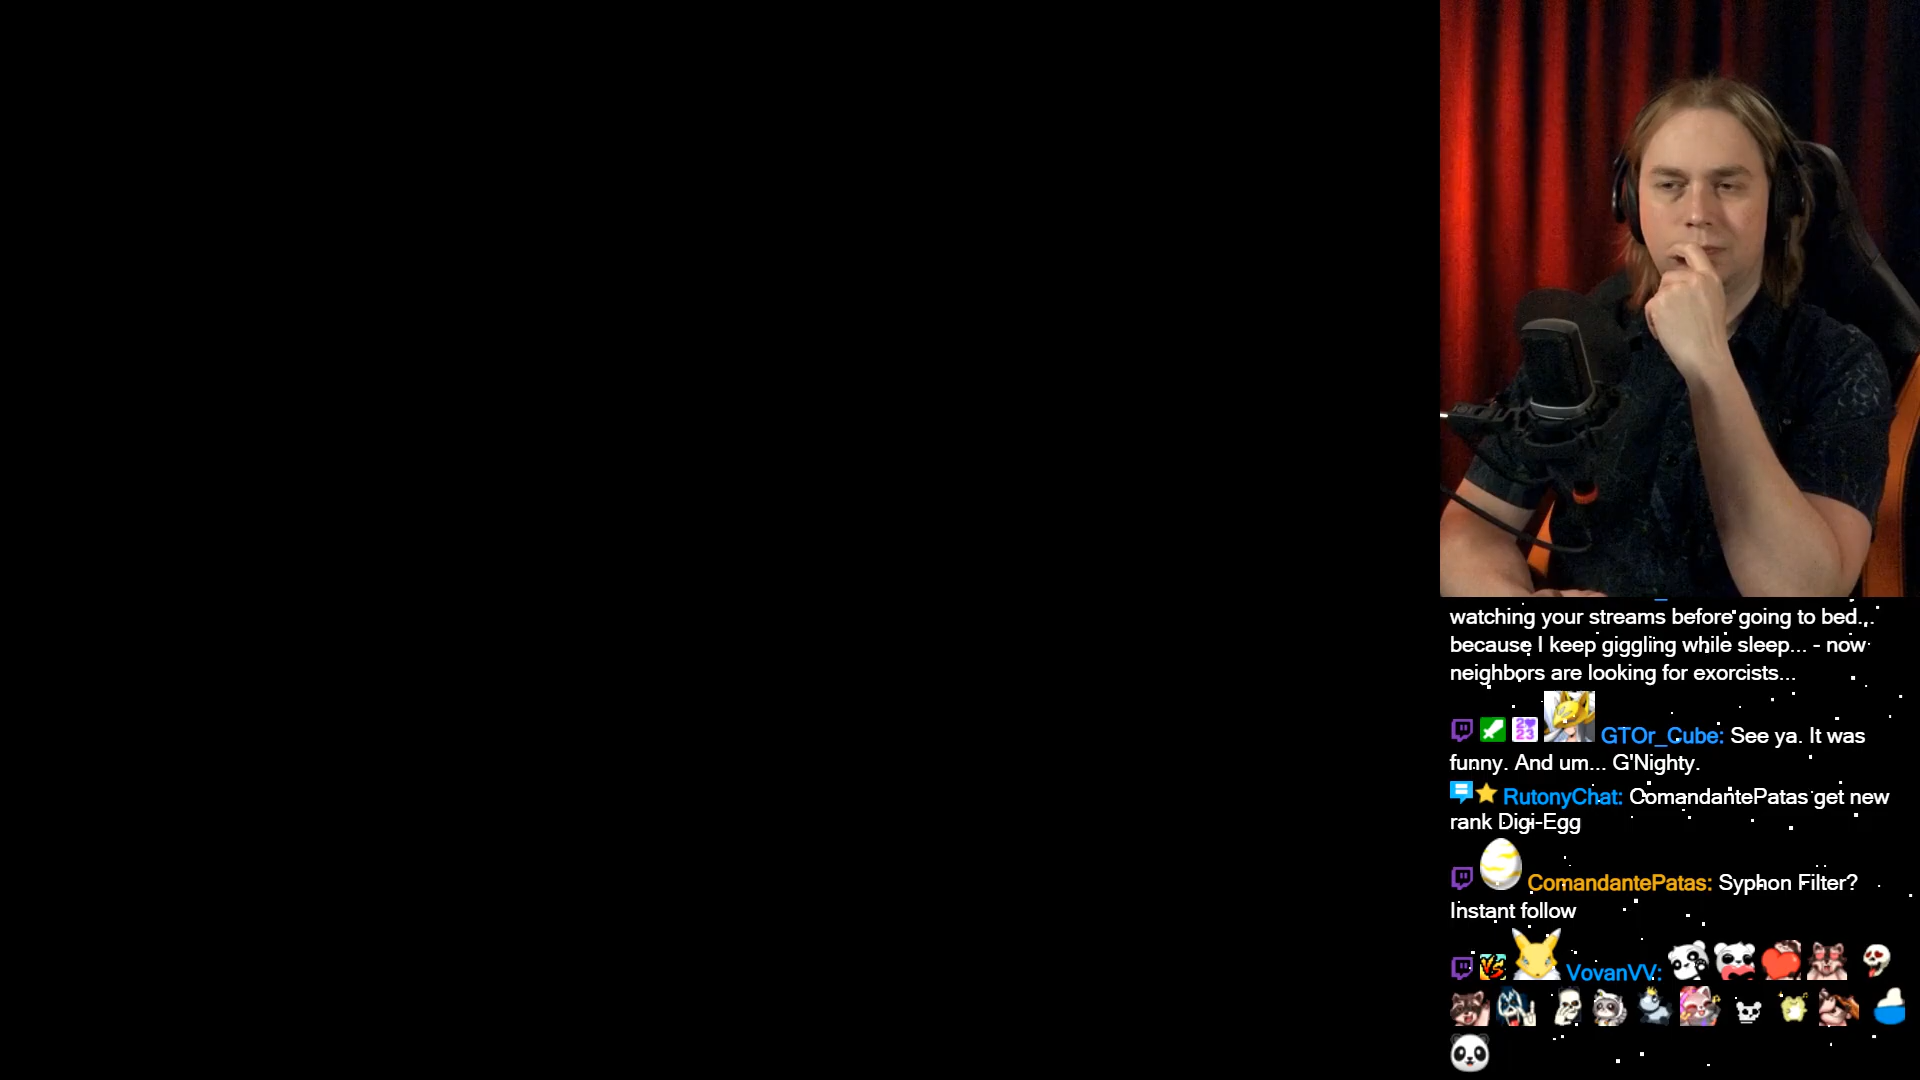 watching your streams before going to bed...
because I keep giggling while sleep... - now
neighbors are looking for exorcists...
GTOr_Cube: See ya. It was
funny. And um... G'Nighty.
RutonyChat: ComandantePatas get new
rank Digi-Egg
ComandantePatas: Syphon Filter?
Instant follow
VovanVV: